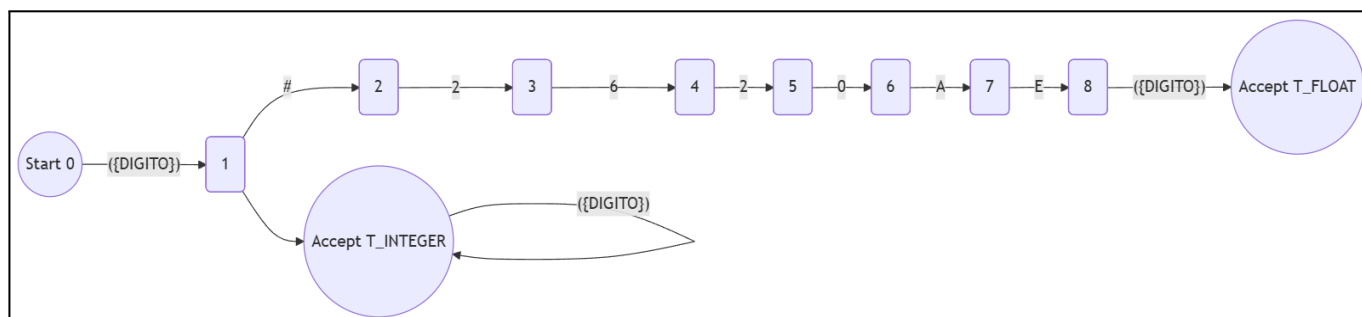 #
2
2
3
6
4
2
5
0
6
A
7
E
8
({DIGITO})
Accept T_FLOAT
Start 0
({DIGITO})
1
({DIGITO})
Accept T_INTEGER